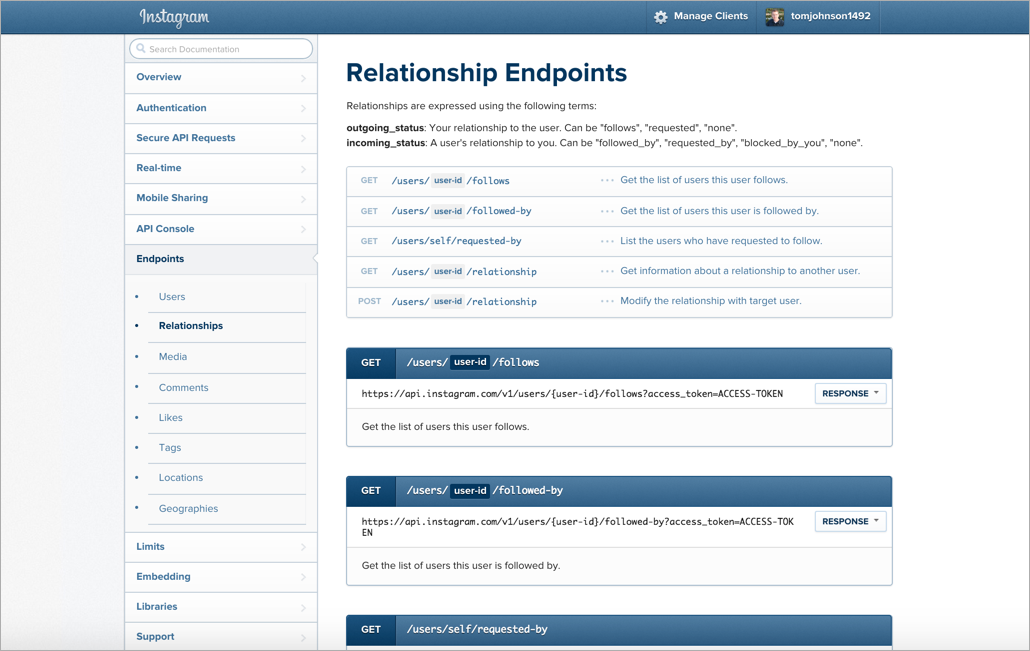 Instagram
Manage Clients
tomjohnson1492
Search Documentation
Overview
Authentication
Secure API Requests
Real-time
Mobile Sharing
API Console
Endpoints
Users
Relationships
Media
Comments
Likes
Tags
Locations
Geographies
Limits
Embedding
Libraries
Support
Relationship Endpoints
Relationships are expressed using the following terms:
outgoing_status: Your relationship to the user. Can be "follows", "requested", "none".
incoming_status: A user's relationship to you. Can be "followed_by", "requested_by", "blocked_by_you", "none".
GET /users/ user-id /follows ··· Get the list of users this user follows.
GET /users/ user-id /followed-by ··· Get the list of users this user is followed by.
GET /users/self/requested-by ··· List the users who have requested to follow.
GET /users/ user-id /relationship ··· Get information about a relationship to another user.
POST /users/ user-id /relationship ··· Modify the relationship with target user.
GET /users/ user-id /follows
https://api.instagram.com/v1/users/{user-id}/follows?access_token=ACCESS-TOKEN RESPONSE
Get the list of users this user follows.
GET /users/ user-id /followed-by
https://api.instagram.com/v1/users/{user-id}/followed-by?access_token=ACCESS-TOK RESPONSE
EN
Get the list of users this user is followed by.
GET /users/self/requested-by